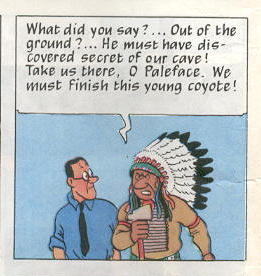 What did you say?... Out of the
ground?... He must have dis-
covered secret of our cave!
Take us there, O Paleface. We
must finish this young coyote!